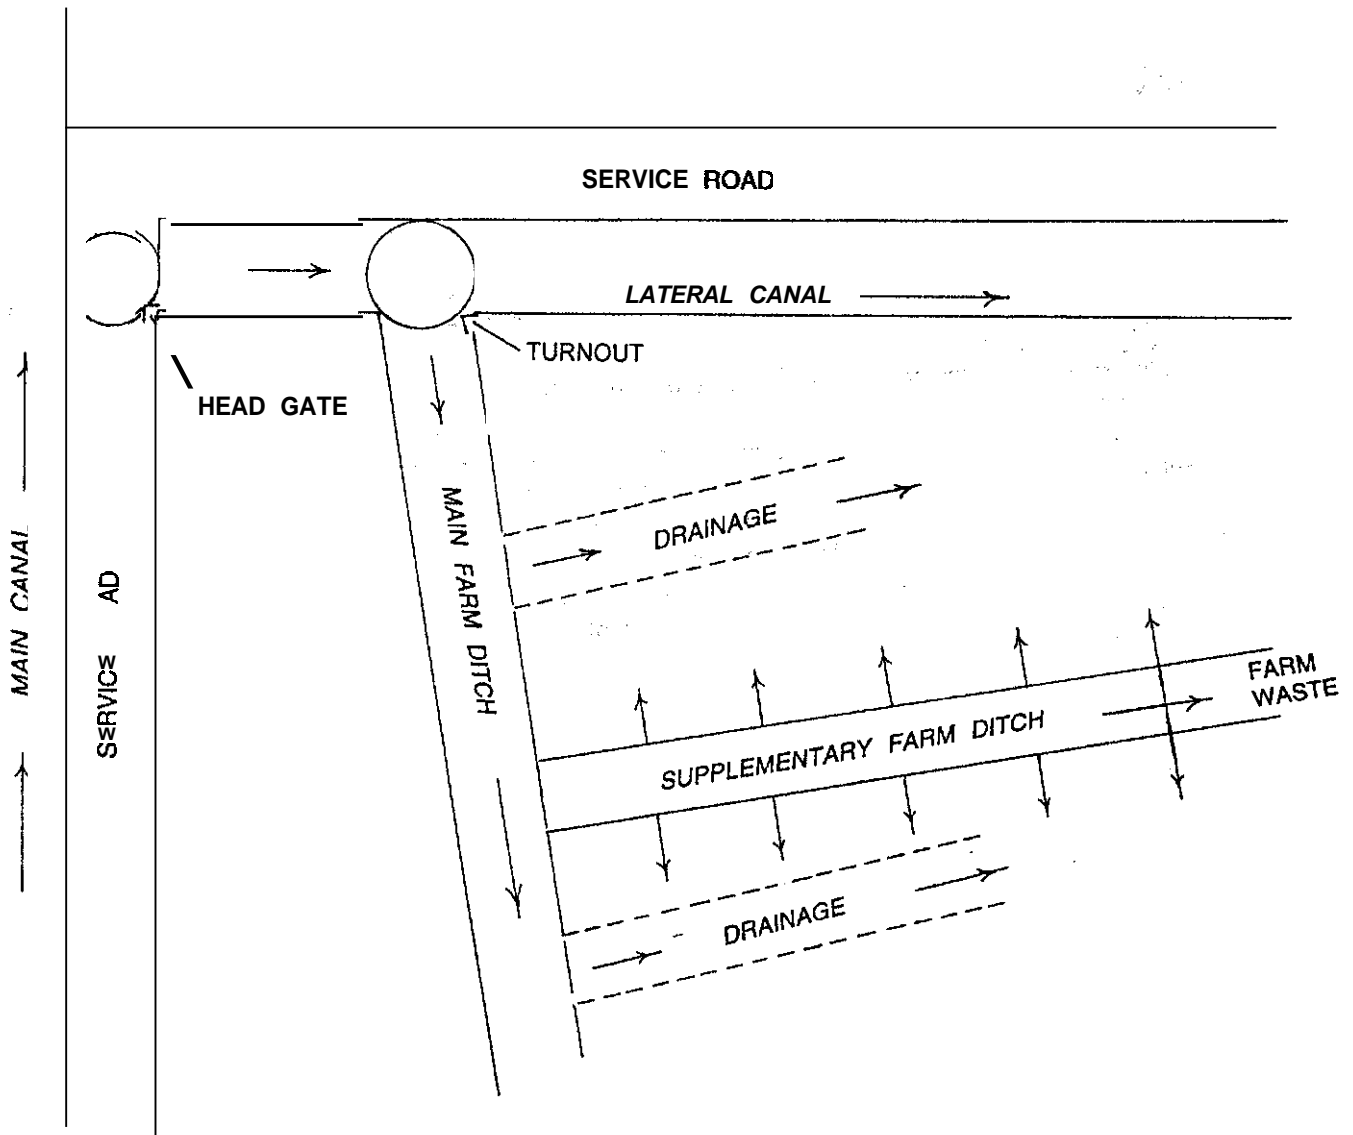 SERVICE ROAD
LATERAL CANAL
TURNOUT
HEAD GATE
MAIN CANAL
SERVICE AD
MAIN FARM DITCH
DRAINAGE
SUPPLEMENTARY FARM DITCH
FARM
WASTE
DRAINAGE